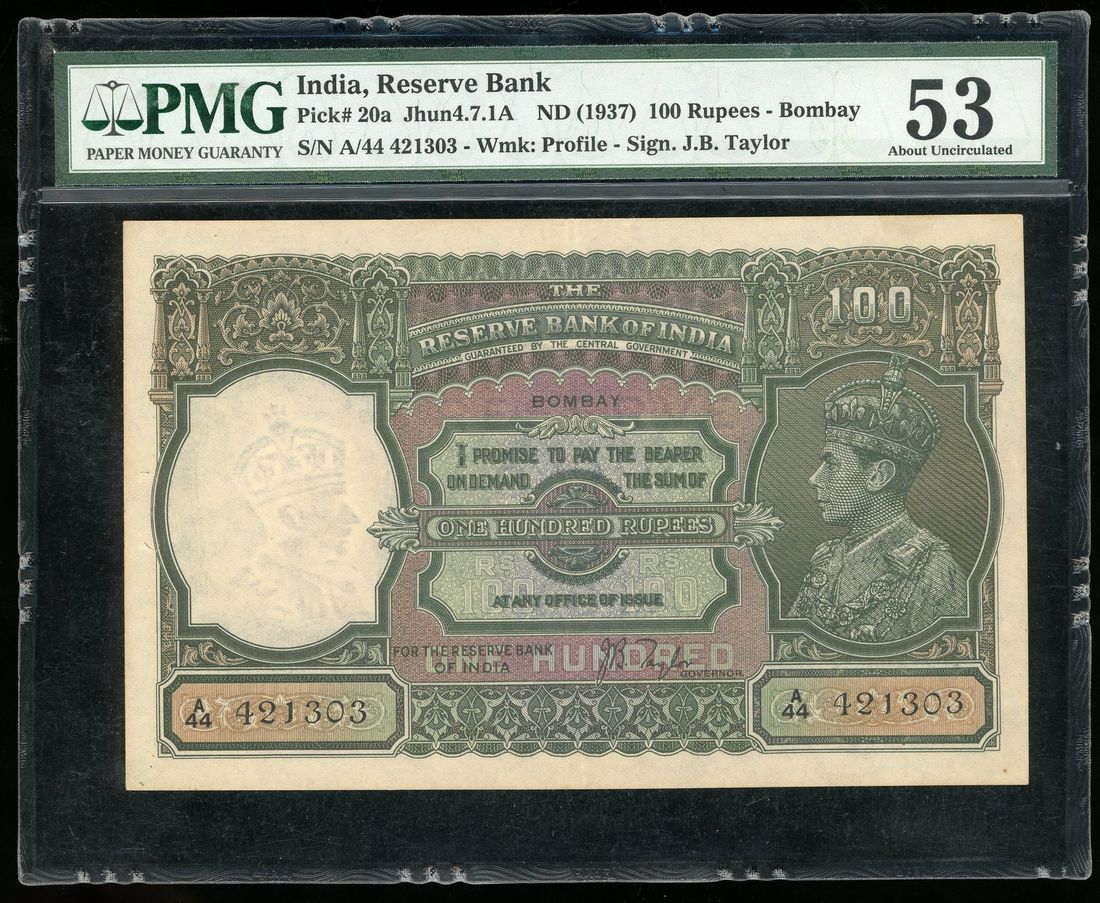 PMG
PAPER MONEY GUARANTY
India, Reserve Bank
Pick# 20a Jhun4.7.1A ND (1937) 100 Rupees - Bombay
S/N A/44 421303 - Wmk: Profile - Sign. J.B. Taylor
53
About Uncirculated
100
THE
RESERVE BANK OF INDIA
GUARANTEED BY THE CENTRAL GOVERNMENT
BOMBAY
I PROMISE TO PAY THE BEARER
ON DEMAND THE SUM OF
ONE HUNDRED RUPEES
RS RS
100 100
AT ANY OFFICE OF ISSUE
HUNDRED
FOR THE RESERVE BANK
OF INDIA
J.B. Taylor
GOVERNOR
A/44 421303
A/44 421303